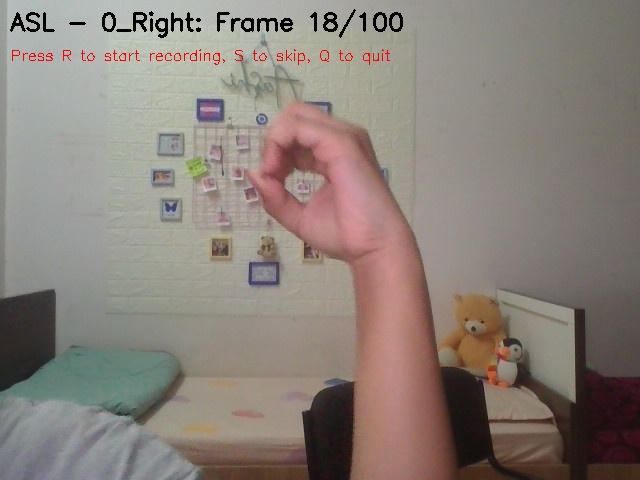 ASL - 0_Right: Frame 18/100
Press R to start recording, S to skip, Q to quit